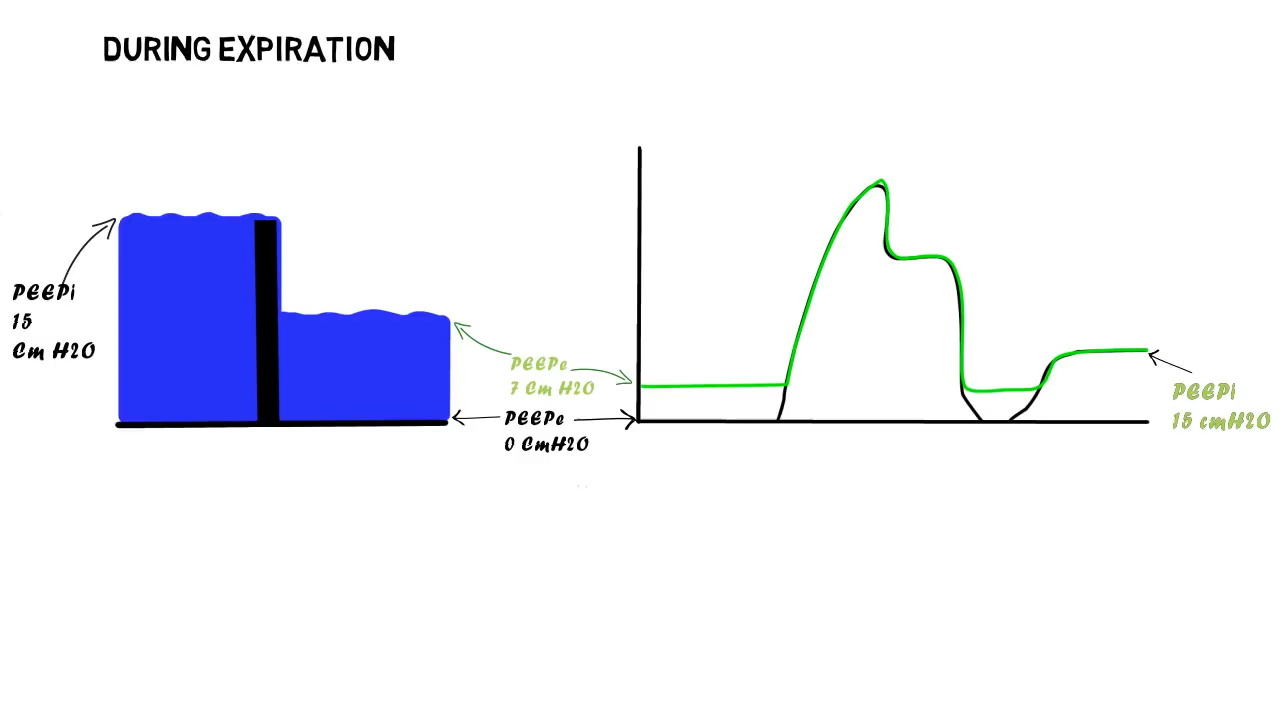 DURING EXPIRATION
PEEPi
15
Cm H2O
PEEPe
7 Cm H2O
PEEPe
0 CmH2O
PEEPi
15 cmH2O